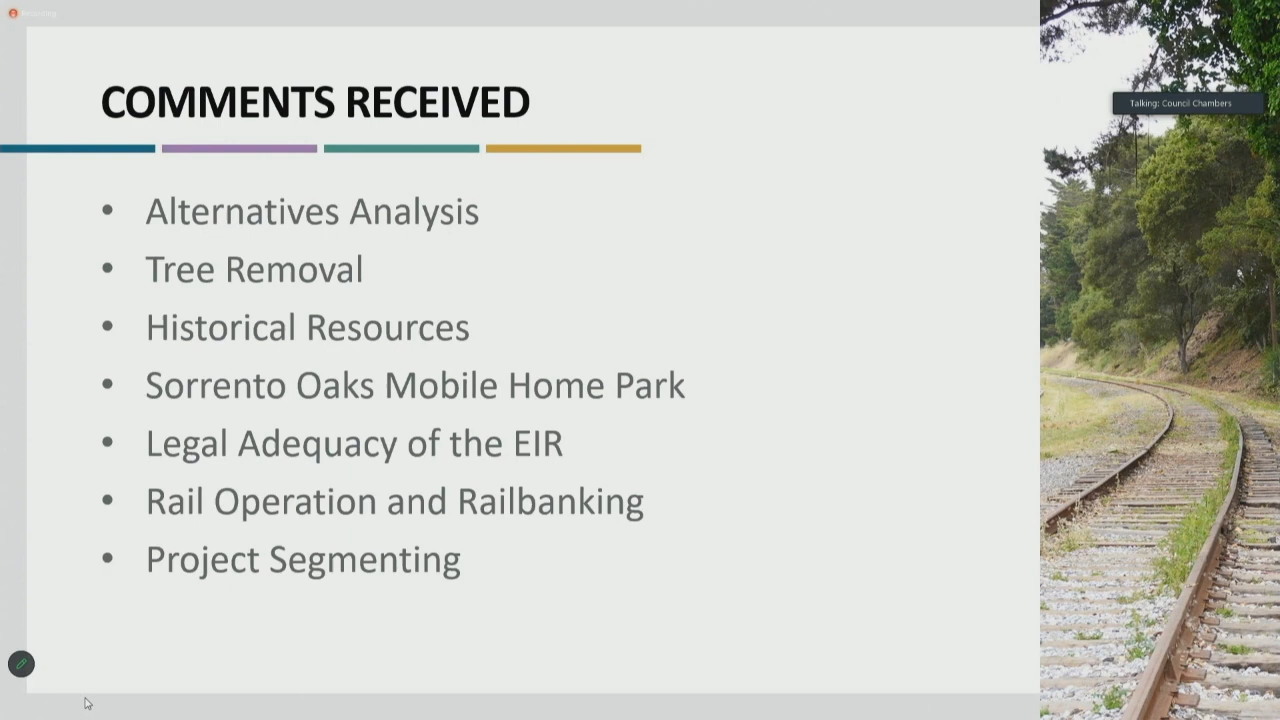 COMMENTS RECEIVED
Talking: Council Chambers
• Alternatives Analysis
• Tree Removal
• Historical Resources
• Sorrento Oaks Mobile Home Park
• Legal Adequacy of the EIR
• Rail Operation and Railbanking
• Project Segmenting